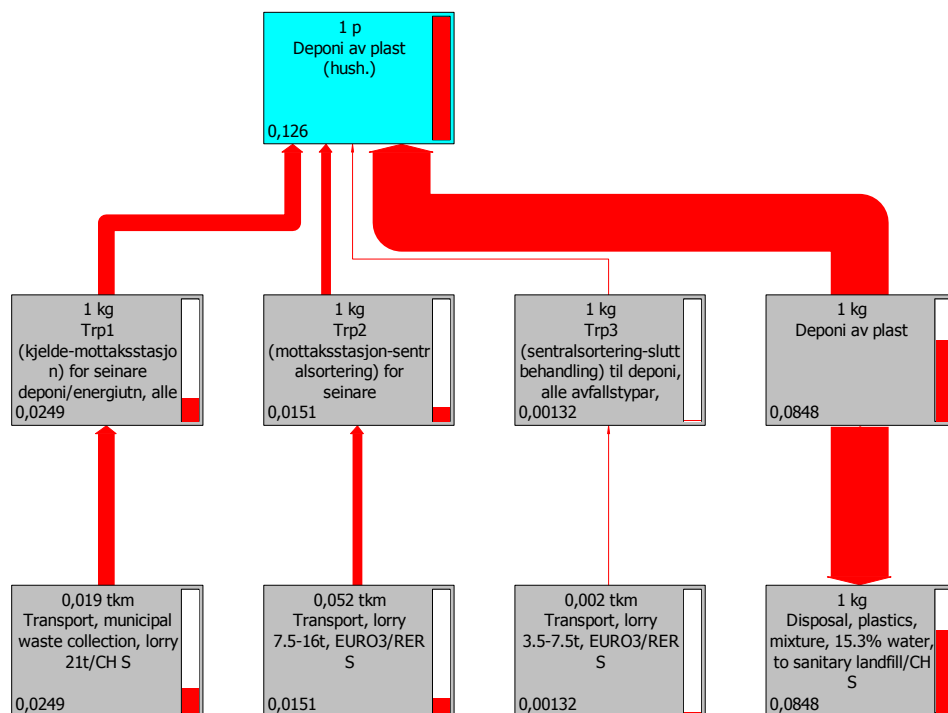 1 p
Deponi av plast
(hush.)
0,126
1 kg
Trp1
(kjelde-mottaksstasjo
n) for seinare
deponi/energiutn, alle
0,0249
1 kg
Trp2
(mottaksstasjon-sentr
alsortering) for
seinare
0,0151
1 kg
Trp3
(sentralsortering-slutt
behandling) til deponi,
alle avfallstypar,
0,00132
1 kg
Deponi av plast
0,0848
0,019 tkm
Transport, municipal
waste collection, lorry
21t/CH S
0,0249
0,052 tkm
Transport, lorry
7.5-16t, EURO3/RER
S
0,0151
0,002 tkm
Transport, lorry
3.5-7.5t, EURO3/RER
S
0,00132
1 kg
Disposal, plastics,
mixture, 15.3% water,
to sanitary landfill/CH
S
0,0848